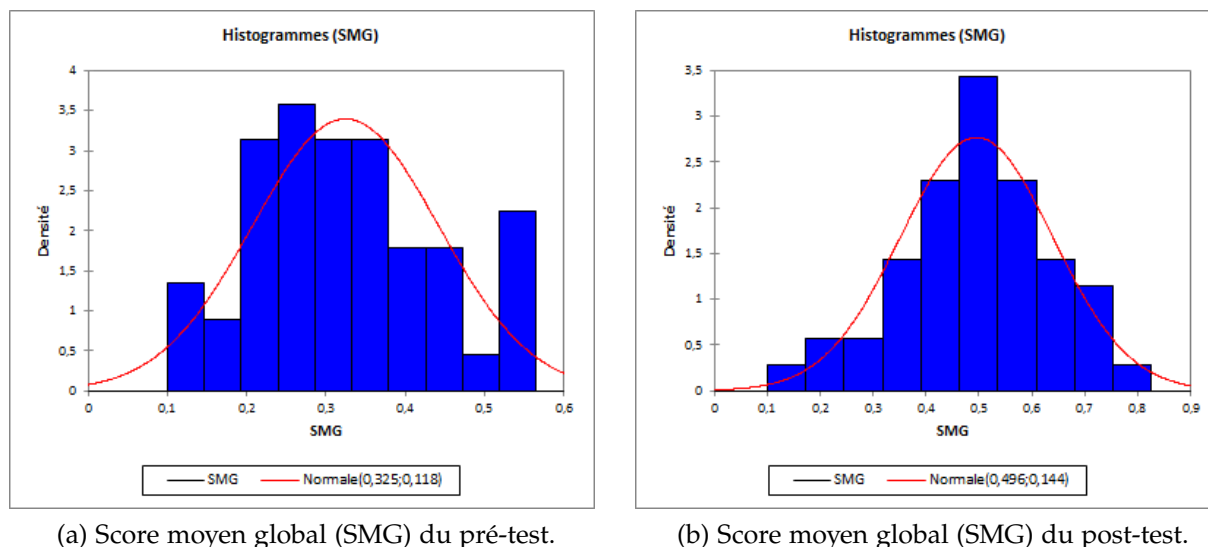 Histogrammes (SMG)
4
3,5
3
2,5
2
1,5
1
0,5
0
Densité
0 0,1 0,2 0,3 0,4 0,5 0,6
SMG
SMG Normale(0,325;0,118)
(a) Score moyen global (SMG) du pré-test.
Histogrammes (SMG)
3,5
3
2,5
2
1,5
1
0,5
0
Densité
0 0,1 0,2 0,3 0,4 0,5 0,6 0,7 0,8 0,9
SMG
SMG Normale(0,496;0,144)
(b) Score moyen global (SMG) du post-test.